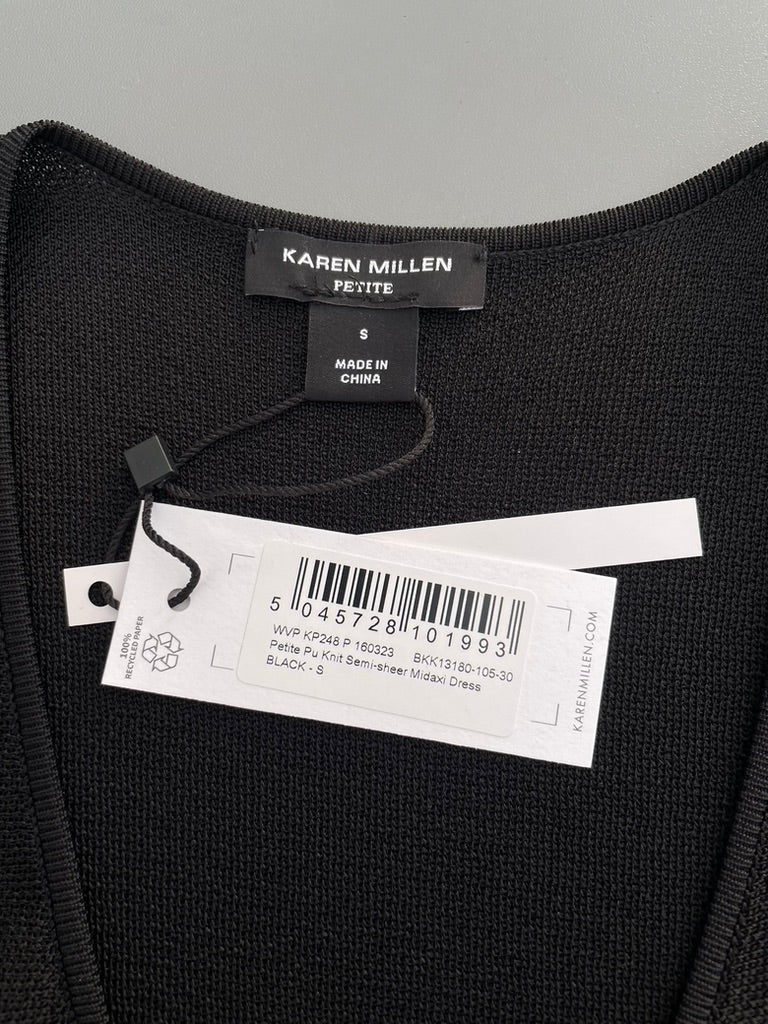 KAREN MILLEN
PETITE
S
MADE IN
CHINA
5 045728 101993
WVP KP248 P 160323 BKK13180-105-30
Petite Pu Knit Semi-sheer Midaxi Dress
BLACK - S
100%
RECYCLED PAPER
KARENMILLEN.COM